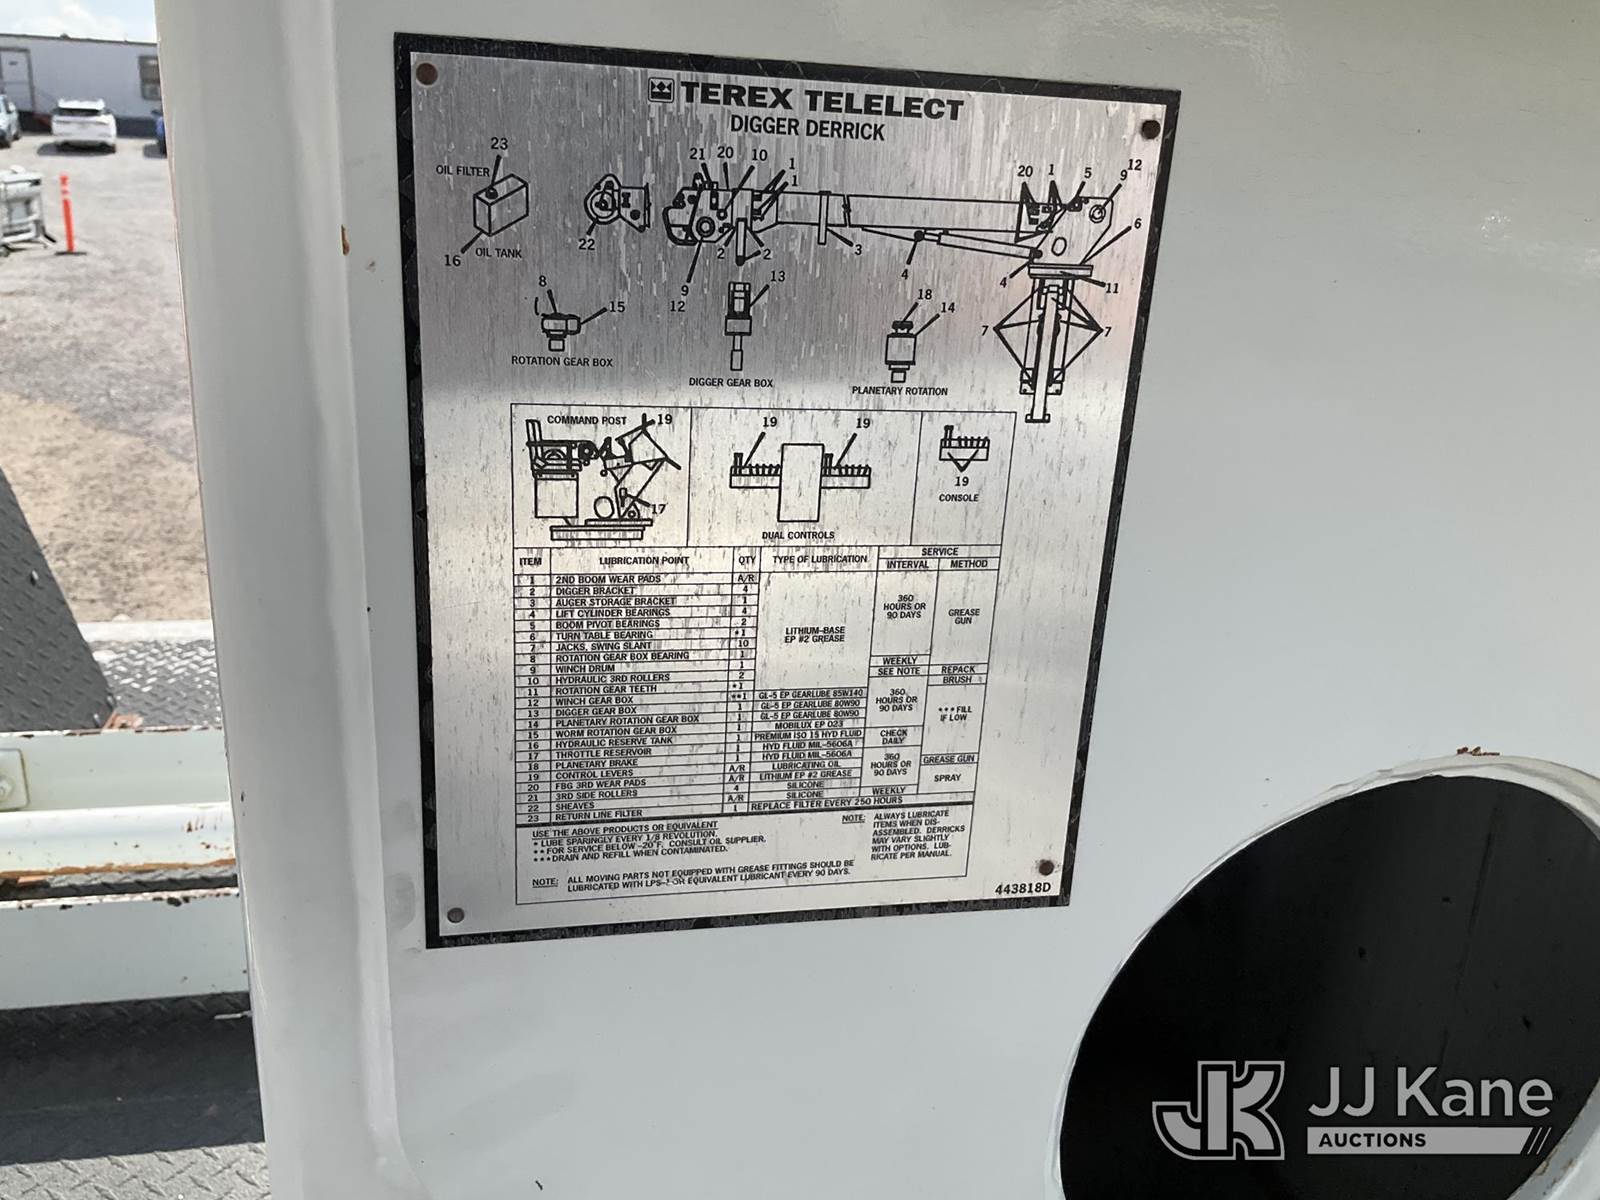 TEREX TELELECT
DIGGER DERRICK
23
OIL FILTER
16
OIL TANK
22
21 20 10 1
1
2 2
9
12
13
3
4
20 1 5 9 12
6
4
11
7 7
8
15
ROTATION GEAR BOX
DIGGER GEAR BOX
18
14
PLANETARY ROTATION
COMMAND POST
19
17
19 19
DUAL CONTROLS
19
CONSOLE
ITEM LUBRICATION POINT QTY TYPE OF LUBRICATION SERVICE
INTERVAL METHOD
1 2ND BOOM WEAR PADS A/R
2 DIGGER BRACKET 4
3 AUGER STORAGE BRACKET 1
4 LIFT CYLINDER BEARINGS 4
5 BOOM PIVOT BEARINGS 2
6 TURN TABLE BEARING *1
7 JACKS, SWING SLANT 10
8 ROTATION GEAR BOX BEARING 1
9 WINCH DRUM 1
10 HYDRAULIC 3RD ROLLERS 2
11 ROTATION GEAR TEETH *1
12 WINCH GEAR BOX **1
13 DIGGER GEAR BOX 1
14 PLANETARY ROTATION GEAR BOX 1
15 WORM ROTATION GEAR BOX 1
16 HYDRAULIC RESERVE TANK 1
17 THROTTLE RESERVOIR 1
18 PLANETARY BRAKE 1
19 CONTROL LEVERS A/R
20 FBG 3RD WEAR PADS A/R
21 3RD SIDE ROLLERS 4
22 SHEAVES A/R
23 RETURN LINE FILTER 1
LITHIUM-BASE
EP #2 GREASE
GL-5 EP GEARLUBE 85W140
GL-5 EP GEARLUBE 80W90
GL-5 EP GEARLUBE 80W90
MOBILUX EP 023
PREMIUM ISO 15 HYD FLUID
HYD FLUID MIL-5606A
HYD FLUID MIL-5606A
LUBRICATING OIL
LITHIUM EP #2 GREASE
SILICONE
SILICONE
REPLACE FILTER EVERY 250 HOURS
360
HOURS OR
90 DAYS
WEEKLY
SEE NOTE
360
HOURS OR
90 DAYS
CHECK
DAILY
360
HOURS OR
90 DAYS
WEEKLY
GREASE
GUN
REPACK
BRUSH
***FILL
IF LOW
GREASE GUN
SPRAY
USE THE ABOVE PRODUCTS OR EQUIVALENT
* LUBE SPARINGLY EVERY 1/8 REVOLUTION.
**FOR SERVICE BELOW -20°F. CONSULT OIL SUPPLIER.
***DRAIN AND REFILL WHEN CONTAMINATED.
NOTE: ALWAYS LUBRICATE
ITEMS WHEN DIS-
ASSEMBLED. DERRICKS
MAY VARY SLIGHTLY
WITH OPTIONS. LUB-
RICATE PER MANUAL.
NOTE: ALL MOVING PARTS NOT EQUIPPED WITH GREASE FITTINGS SHOULD BE
LUBRICATED WITH OR EQUIVALENT LUBRICANT EVERY 90 DAYS.
443818D
JK JJ Kane
AUCTIONS